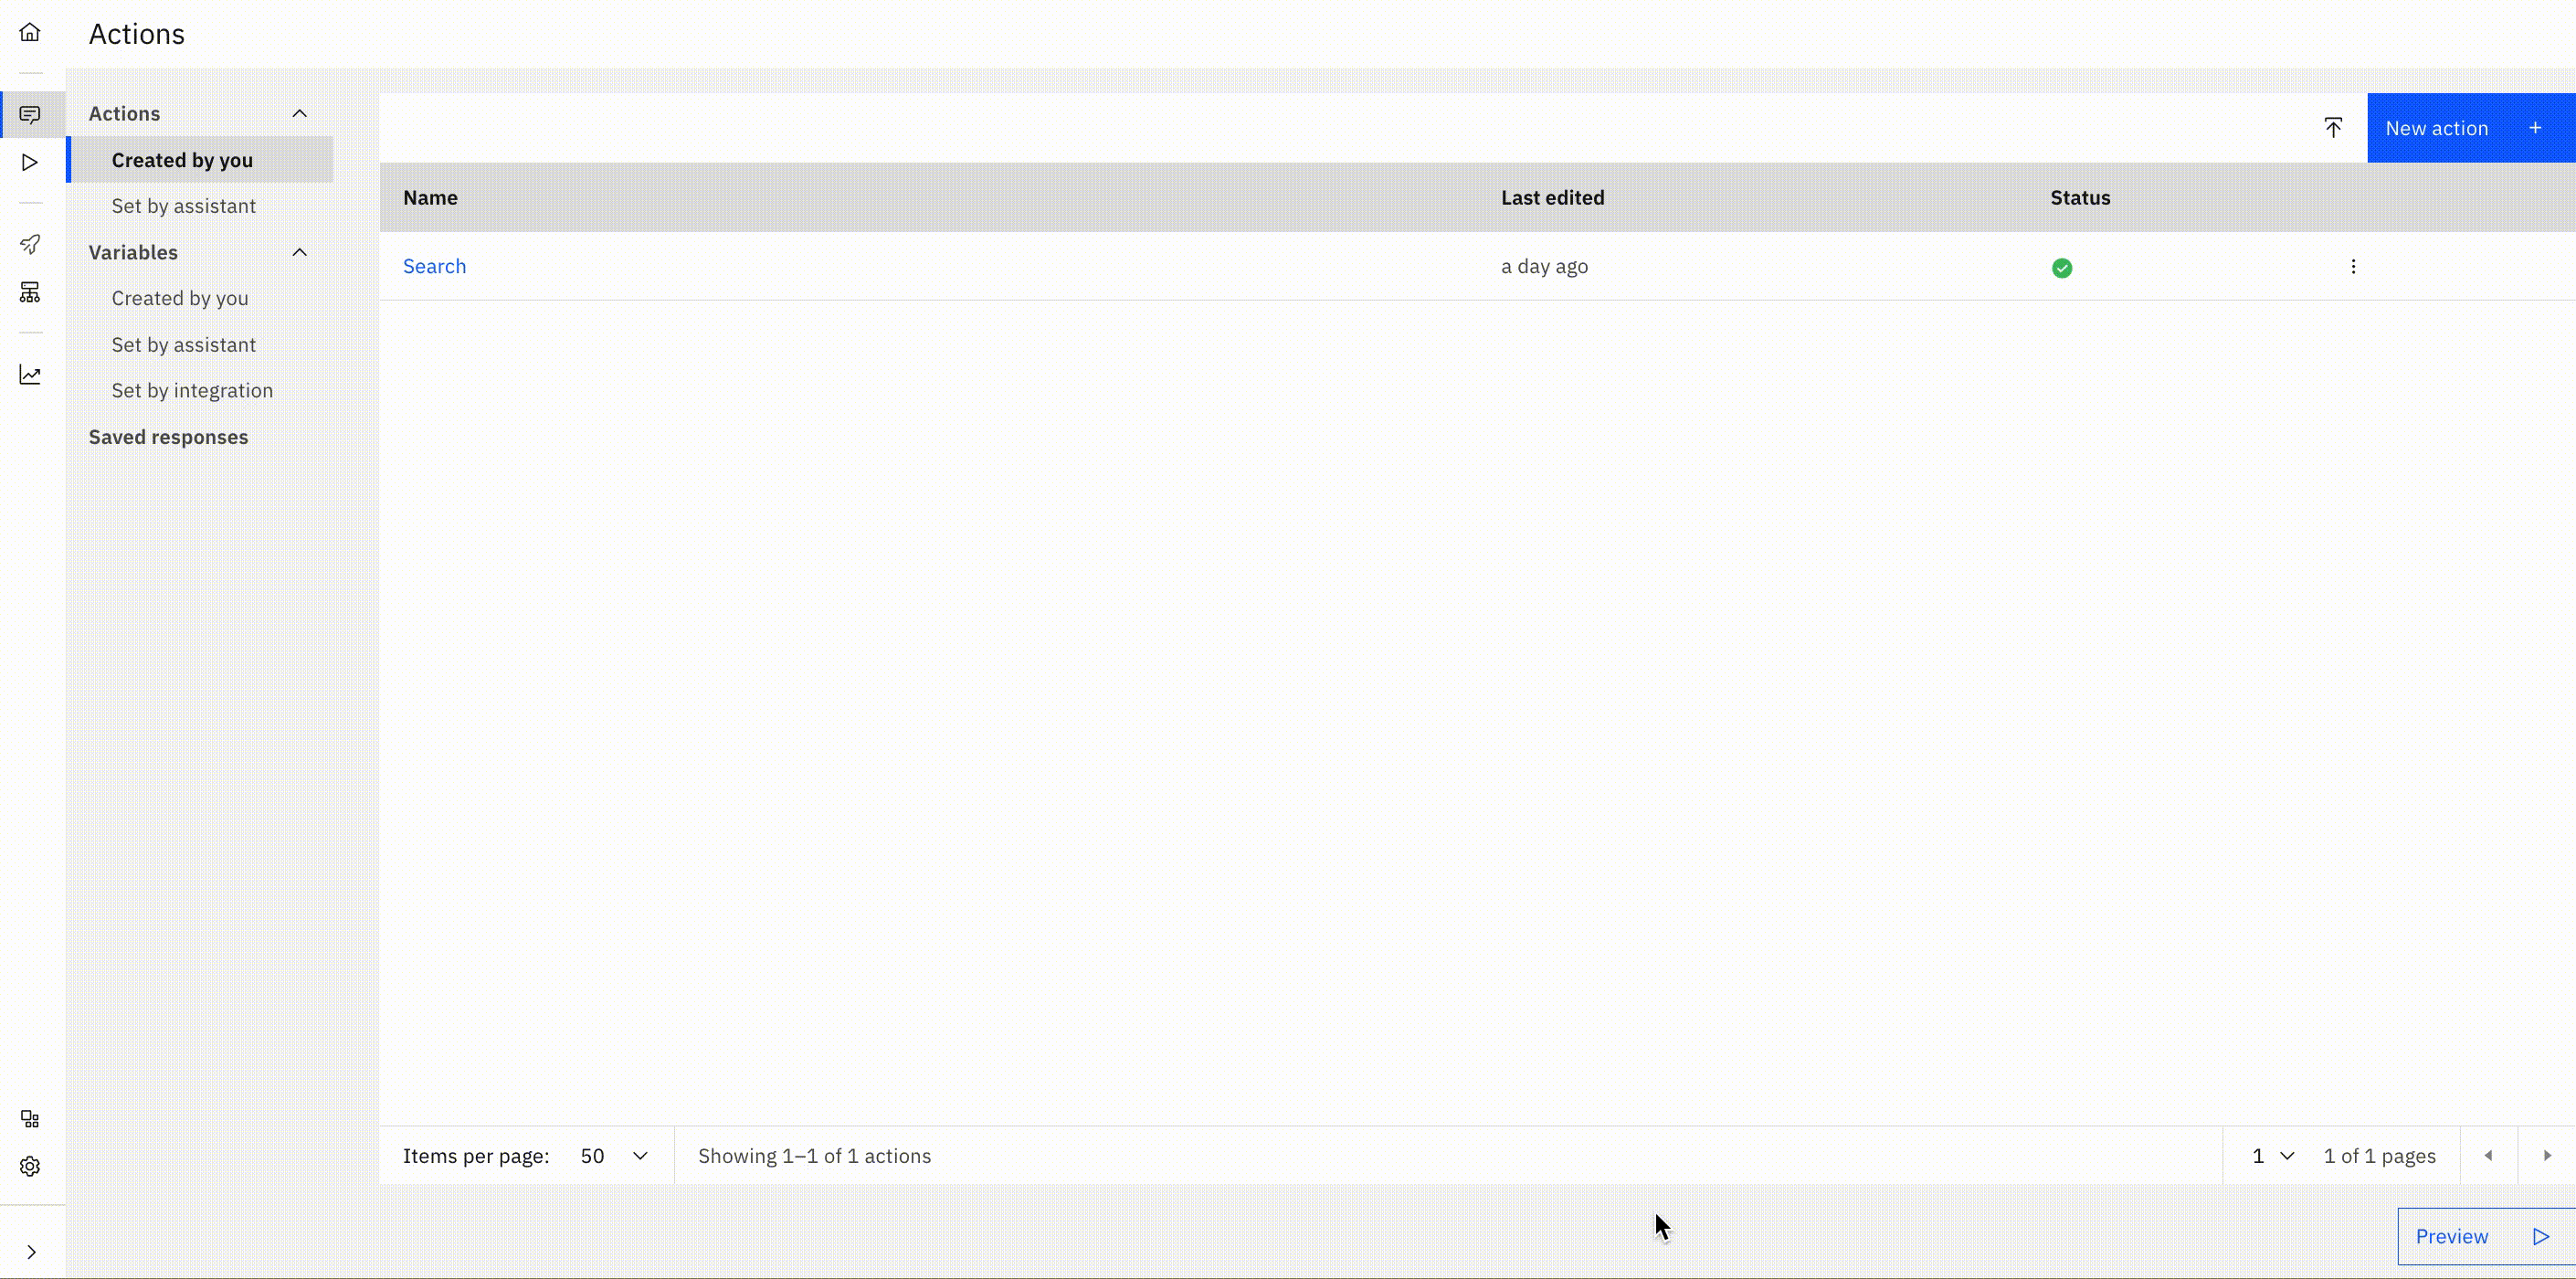 Actions
Actions
Created by you
Set by assistant
Variables
Created by you
Set by assistant
Set by integration
Saved responses
New action +
Name Last edited Status
Search a day ago
Items per page: 50 Showing 1–1 of 1 actions 1 1 of 1 pages
Preview